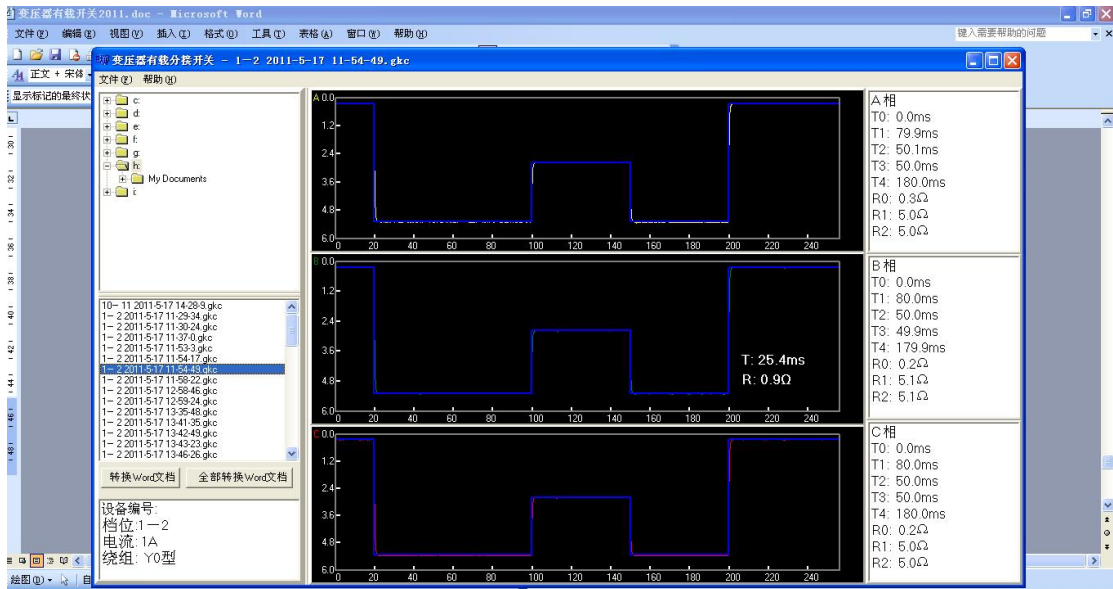 变压器有载开关2011.doc - Microsoft Word
文件(F) 编辑(E) 视图(V) 插入(I) 格式(O) 工具(T) 表格(A) 窗口(W) 帮助(H) 键入需要帮助的问题
正文 + 宋体
显示标记的最终状
变压器有载分接开关 - 1-2 2011-5-17 11-54-49.gkc
文件(F) 帮助(H)
c:
d:
e:
f:
g:
h:
My Documents
i:
10- 11 2011-5-17 14-28-9.gkc
1- 2 2011-5-17 11-29-34.gkc
1- 2 2011-5-17 11-30-24.gkc
1- 2 2011-5-17 11-37-0.gkc
1- 2 2011-5-17 11-53-3.gkc
1- 2 2011-5-17 11-54-17.gkc
1- 2 2011-5-17 11-54-49.gkc
1- 2 2011-5-17 11-58-22.gkc
1- 2 2011-5-17 12-58-46.gkc
1- 2 2011-5-17 12-59-24.gkc
1- 2 2011-5-17 13-35-48.gkc
1- 2 2011-5-17 13-41-35.gkc
1- 2 2011-5-17 13-42-49.gkc
1- 2 2011-5-17 13-43-23.gkc
1- 2 2011-5-17 13-46-26.gkc
转换Word文档 全部转换Word文档
设备编号:
档位:1-2
电流: 1A
绕组: Y0型
A 0.0
1.2
2.4
3.6
4.8
6.0
0 20 40 60 80 100 120 140 160 180 200 220 240
B 0.0
1.2
2.4
3.6
4.8
6.0
T: 25.4ms
R: 0.9Ω
0 20 40 60 80 100 120 140 160 180 200 220 240
C 0.0
1.2
2.4
3.6
4.8
6.0
0 20 40 60 80 100 120 140 160 180 200 220 240
A相
T0: 0.0ms
T1: 79.9ms
T2: 50.1ms
T3: 50.0ms
T4: 180.0ms
R0: 0.3Ω
R1: 5.0Ω
R2: 5.0Ω
B相
T0: 0.0ms
T1: 80.0ms
T2: 50.0ms
T3: 49.9ms
T4: 179.9ms
R0: 0.2Ω
R1: 5.1Ω
R2: 5.1Ω
C相
T0: 0.0ms
T1: 80.0ms
T2: 50.0ms
T3: 50.0ms
T4: 180.0ms
R0: 0.2Ω
R1: 5.0Ω
R2: 5.0Ω
30
32
34
36
38
40
42
44
46
48
绘图(D) 自